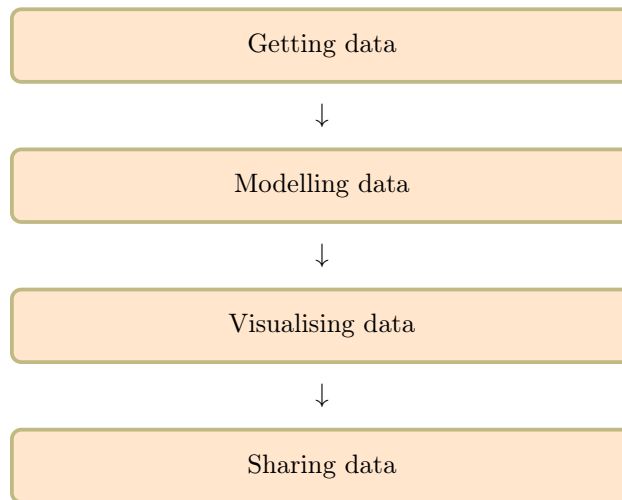 Getting data
↓
Modelling data
↓
Visualising data
↓
Sharing data